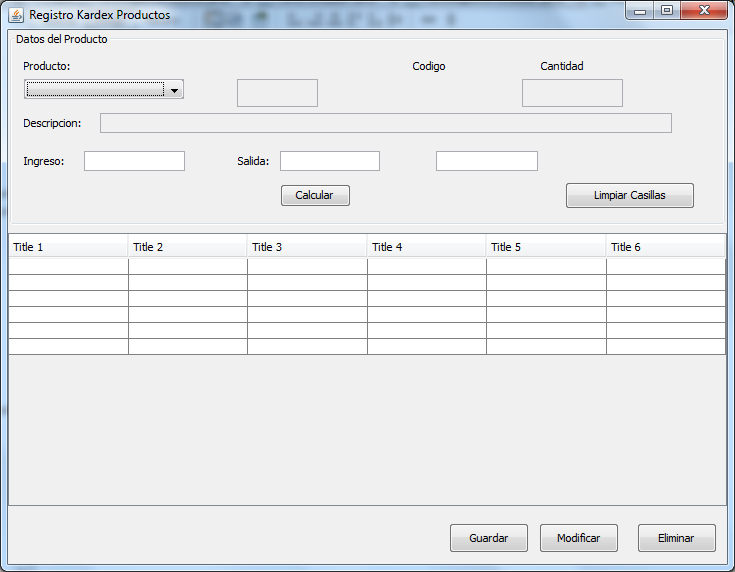 Registro Kardex Productos
Datos del Producto
Producto: Codigo Cantidad
Descripcion:
Ingreso: Salida:
Calcular Limpiar Casillas
Title 1 Title 2 Title 3 Title 4 Title 5 Title 6
Guardar Modificar Eliminar